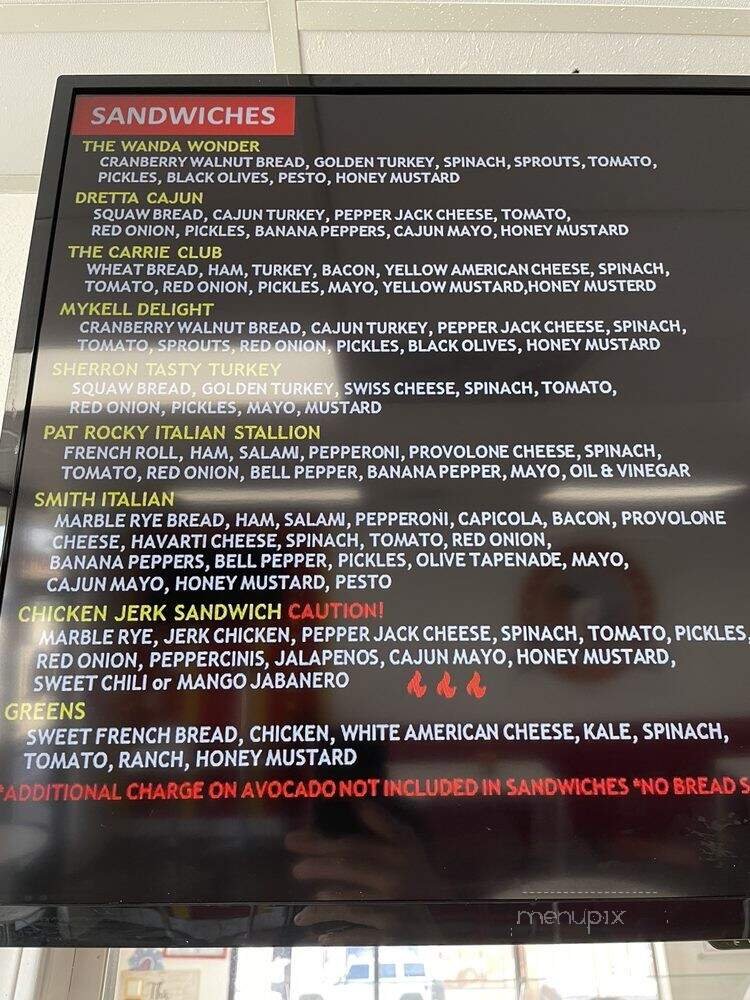 SANDWICHES
THE WANDA WONDER
CRANBERRY WALNUT BREAD, GOLDEN TURKEY, SPINACH, SPROUTS, TOMATO,
PICKLES, BLACK OLIVES, PESTO, HONEY MUSTARD
DRETTA CAJUN
SQUAW BREAD, CAJUN TURKEY, PEPPER JACK CHEESE, TOMATO,
RED ONION, PICKLES, BANANA PEPPERS, CAJUN MAYO, HONEY MUSTARD
THE CARRIE CLUB
WHEAT BREAD, HAM, TURKEY, BACON, YELLOW AMERICAN CHEESE, SPINACH,
TOMATO, RED ONION, PICKLES, MAYO, YELLOW MUSTARD,HONEY MUSTERD
MYKELL DELIGHT
CRANBERRY WALNUT BREAD, CAJUN TURKEY, PEPPER JACK CHEESE, SPINACH,
TOMATO, SPROUTS, RED ONION, PICKLES, BLACK OLIVES, HONEY MUSTARD
SHERRON TASTY TURKEY
SQUAW BREAD, GOLDEN TURKEY, SWISS CHEESE, SPINACH, TOMATO,
RED ONION, PICKLES, MAYO, MUSTARD
PAT ROCKY ITALIAN STALLION
FRENCH ROLL, HAM, SALAMI, PEPPERONI, PROVOLONE CHEESE, SPINACH,
TOMATO, RED ONION, BELL PEPPER, BANANA PEPPER, MAYO, OIL & VINEGAR
SMITH ITALIAN
MARBLE RYE BREAD, HAM, SALAMI, PEPPERONI, CAPICOLA, BACON, PROVOLONE
CHEESE, HAVARTI CHEESE, SPINACH, TOMATO, RED ONION,
BANANA PEPPERS, BELL PEPPER, PICKLES, OLIVE TAPENADE, MAYO,
CAJUN MAYO, HONEY MUSTARD, PESTO
CHICKEN JERK SANDWICH CAUTION!
MARBLE RYE, JERK CHICKEN, PEPPER JACK CHEESE, SPINACH, TOMATO, PICKLES,
RED ONION, PEPPERCINIS, JALAPENOS, CAJUN MAYO, HONEY MUSTARD,
SWEET CHILI or MANGO JABANERO
GREENS
SWEET FRENCH BREAD, CHICKEN, WHITE AMERICAN CHEESE, KALE, SPINACH,
TOMATO, RANCH, HONEY MUSTARD
*ADDITIONAL CHARGE ON AVOCADO NOT INCLUDED IN SANDWICHES *NO BREAD S
menupix